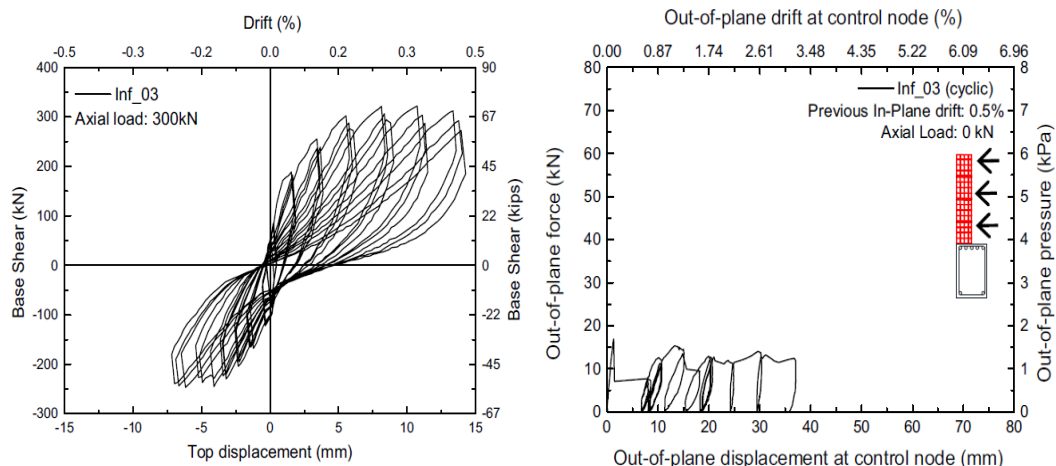 Drift (%)
-0.5 -0.3 -0.2 0.0 0.2 0.3 0.5
400 90
Inf_03
Axial load: 300kN
300 67
200 45
100 22
0 0
-100 -22
-200 -45
-300 -67
Base Shear (kN)
Base Shear (kips)
-15 -10 -5 0 5 10 15
Top displacement (mm)
Out-of-plane drift at control node (%)
0.00 0.87 1.74 2.61 3.48 4.35 5.22 6.09 6.96
80 8
Inf_03 (cyclic)
Previous In-Plane drift: 0.5%
Axial Load: 0 kN
70 7
60 6
50 5
40 4
30 3
20 2
10 1
0 0
Out-of-plane force (kN)
Out-of-plane pressure (kPa)
0 10 20 30 40 50 60 70 80
Out-of-plane displacement at control node (mm)